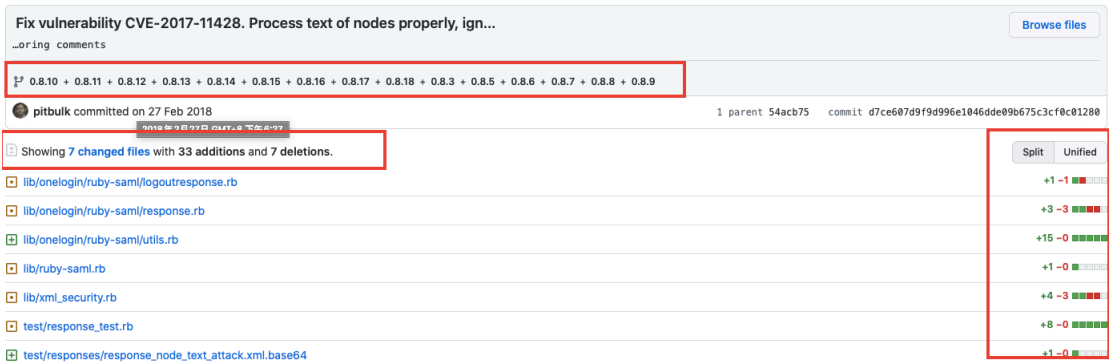 Fix vulnerability CVE-2017-11428. Process text of nodes properly, ign...
Browse files
…oring comments
0.8.10 + 0.8.11 + 0.8.12 + 0.8.13 + 0.8.14 + 0.8.15 + 0.8.16 + 0.8.17 + 0.8.18 + 0.8.3 + 0.8.5 + 0.8.6 + 0.8.7 + 0.8.8 + 0.8.9
pitbulk committed on 27 Feb 2018
1 parent 54acb75 commit d7ce607d9f9d996e1046dde09b675c3cf0c01280
Showing 7 changed files with 33 additions and 7 deletions.
Split Unified
lib/onelogin/ruby-saml/logoutresponse.rb +1 −1
lib/onelogin/ruby-saml/response.rb +3 −3
lib/onelogin/ruby-saml/utils.rb +15 −0
lib/ruby-saml.rb +1 −0
lib/xml_security.rb +4 −3
test/response_test.rb +8 −0
test/responses/response_node_text_attack.xml.base64 +1 −0